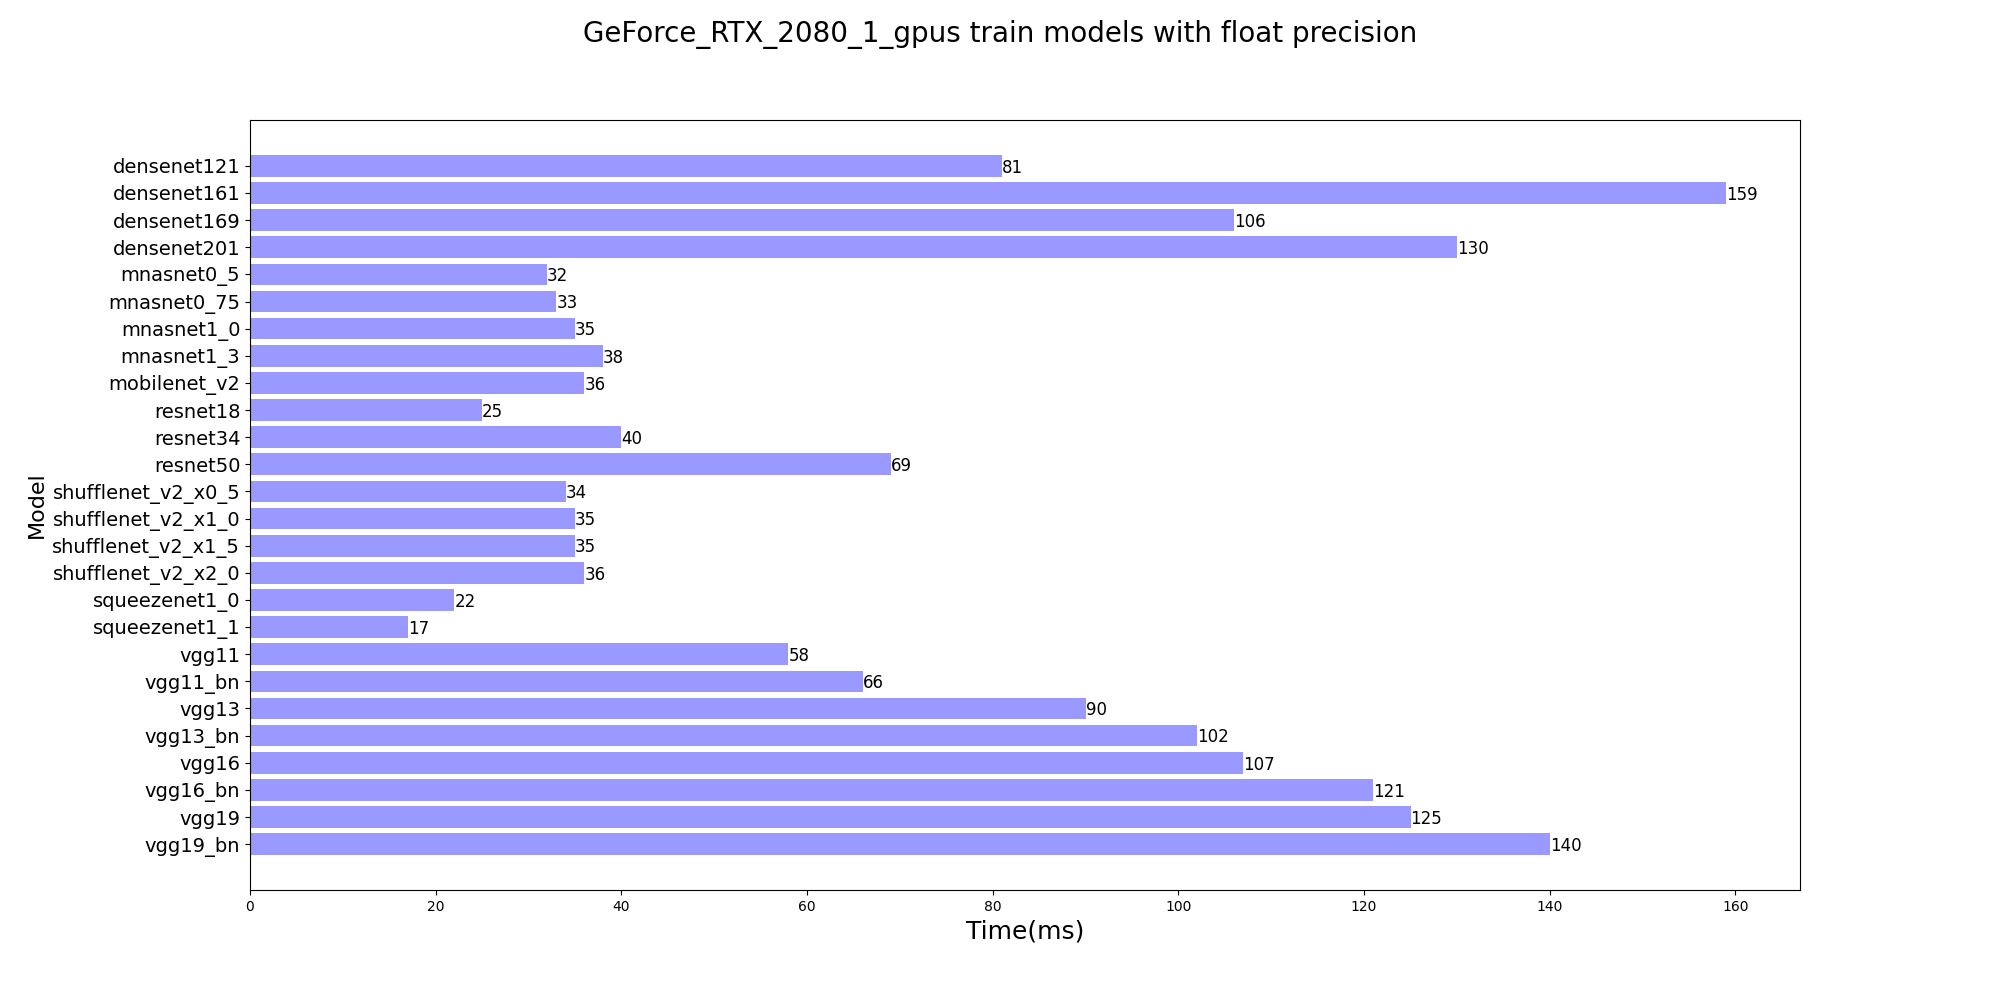 GeForce_RTX_2080_1_gpus train models with float precision
densenet121 81
densenet161 159
densenet169 106
densenet201 130
mnasnet0_5 32
mnasnet0_75 33
mnasnet1_0 35
mnasnet1_3 38
mobilenet_v2 36
resnet18 25
resnet34 40
resnet50 69
Model
shufflenet_v2_x0_5 34
shufflenet_v2_x1_0 35
shufflenet_v2_x1_5 35
shufflenet_v2_x2_0 36
squeezenet1_0 22
squeezenet1_1 17
vgg11 58
vgg11_bn 66
vgg13 90
vgg13_bn 102
vgg16 107
vgg16_bn 121
vgg19 125
vgg19_bn 140
0 20 40 60 80 100 120 140 160
Time(ms)